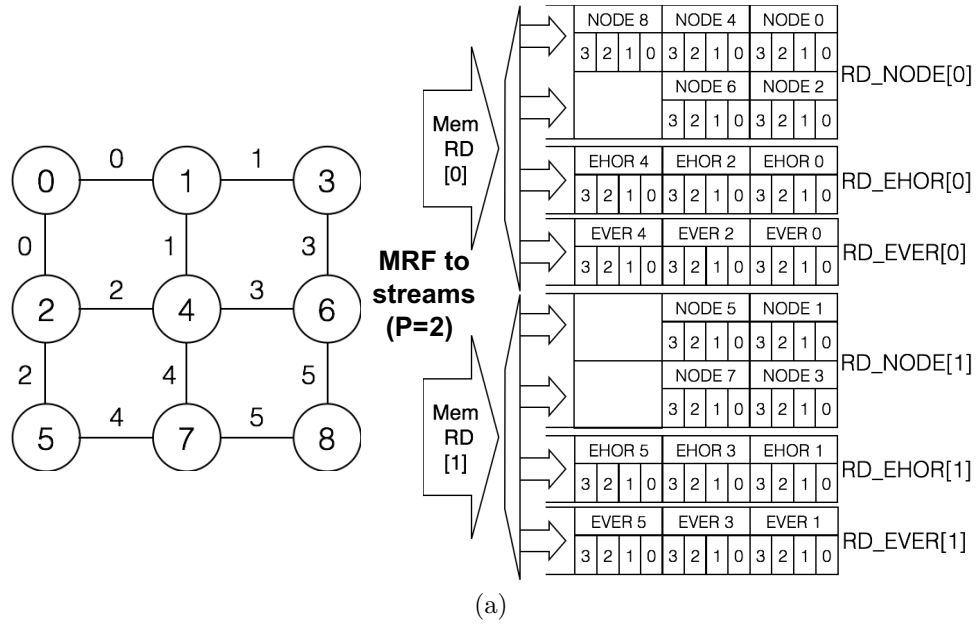 0 0 1 1 3
0 1 3
2 2 4 3 6
2 4 5
5 4 7 5 8
MRF to
streams
(P=2)
Mem
RD
[0]
Mem
RD
[1]
NODE 8 NODE 4 NODE 0
3 2 1 0 3 2 1 0 3 2 1 0
RD_NODE[0]
NODE 6 NODE 2
3 2 1 0 3 2 1 0
EHOR 4 EHOR 2 EHOR 0
3 2 1 0 3 2 1 0 3 2 1 0
RD_EHOR[0]
EVER 4 EVER 2 EVER 0
3 2 1 0 3 2 1 0 3 2 1 0
RD_EVER[0]
NODE 5 NODE 1
3 2 1 0 3 2 1 0
RD_NODE[1]
NODE 7 NODE 3
3 2 1 0 3 2 1 0
EHOR 5 EHOR 3 EHOR 1
3 2 1 0 3 2 1 0 3 2 1 0
RD_EHOR[1]
EVER 5 EVER 3 EVER 1
3 2 1 0 3 2 1 0 3 2 1 0
RD_EVER[1]
(a)